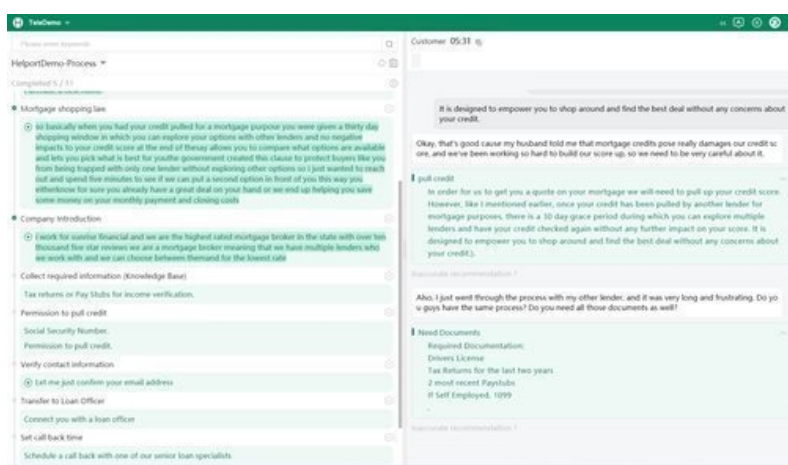 TeleDemo
Please enter keywords
HelportDemo-Process
Completed 5 / 11
Mortgage shopping law
so basically when you had your credit pulled for a mortgage purpose you were given a thirty day
shopping window in which you can explore your options with other lenders and no negative
impacts to your credit score at the end of thesay allows you to compare what options are available
and lets you pick what is best for youthe government created this clause to protect buyers like you
from being trapped with only one lender without exploring other options so i just wanted to reach
out and spend five minutes to see if we can put a second option in front of you this way you
eitherknow for sure you already have a great deal on your hand or we end up helping you save
some money on your monthly payment and closing costs
Company Introduction
i work for sunrise financial and we are the highest rated mortgage broker in the state with over ten
thousand five star reviews we are a mortgage broker meaning that we have multiple lenders who
we work with and we can choose between themand for the lowest rate
Collect required information (Knowledge Base)
Tax returns or Pay Stubs for income verification.
Permission to pull credit
Social Security Number.
Permission to pull credit.
Verify contact information
Let me just confirm your email address
Transfer to Loan Officer
Connect you with a loan officer
Set call back time
Schedule a call back with one of our senior loan specialists
Customer 05:31
It is designed to empower you to shop around and find the best deal without any concerns about
your credit.
Okay, that's good cause my husband told me that mortgage credits pose really damages our credit sc
ore, and we've been working so hard to build our score up, so we need to be very careful about it.
pull credit
In order for us to get you a quote on your mortgage we will need to pull up your credit score.
However, like I mentioned earlier, once your credit has been pulled by another lender for
mortgage purposes, there is a 30 day grace period during which you can explore multiple
lenders and have your credit checked again without any further impact on your score. It is
designed to empower you to shop around and find the best deal without any concerns about
your credit.).
Inaccurate recommendation ?
Also, I just went through the process with my other lender, and it was very long and frustrating. Do yo
u guys have the same process? Do you need all those documents as well?
Need Documents
Required Documentation:
Drivers License
Tax Returns for the last two years
2 most recent Paystubs
If Self Employed, 1099
.
Inaccurate recommendation ?